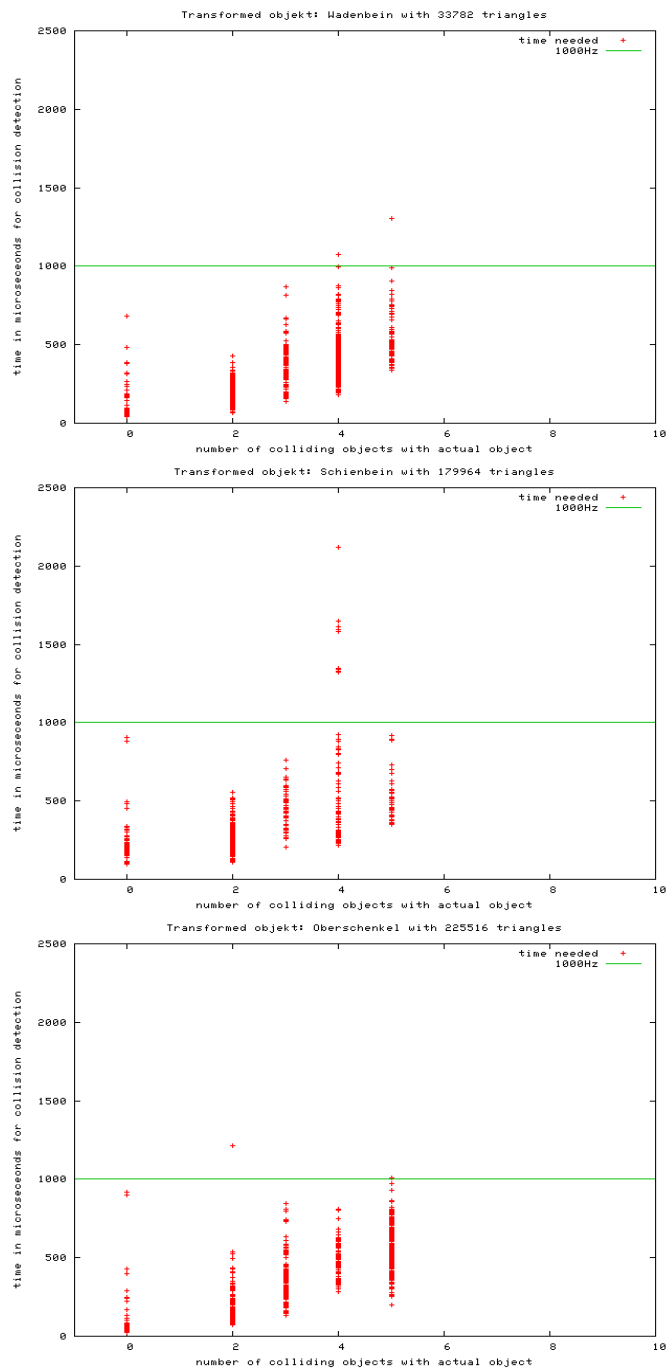 Transformed objekt: Wadenbein with 33782 triangles
2500
2000
1500
1000
500
0
time in microseceonds for collision detection
time needed
1000Hz
0 2 4 6 8 10
number of colliding objects with actual object
Transformed objekt: Schienbein with 179964 triangles
2500
2000
1500
1000
500
0
time in microseceonds for collision detection
time needed
1000Hz
0 2 4 6 8 10
number of colliding objects with actual object
Transformed objekt: Oberschenkel with 225516 triangles
2500
2000
1500
1000
500
0
time in microseceonds for collision detection
time needed
1000Hz
0 2 4 6 8 10
number of colliding objects with actual object